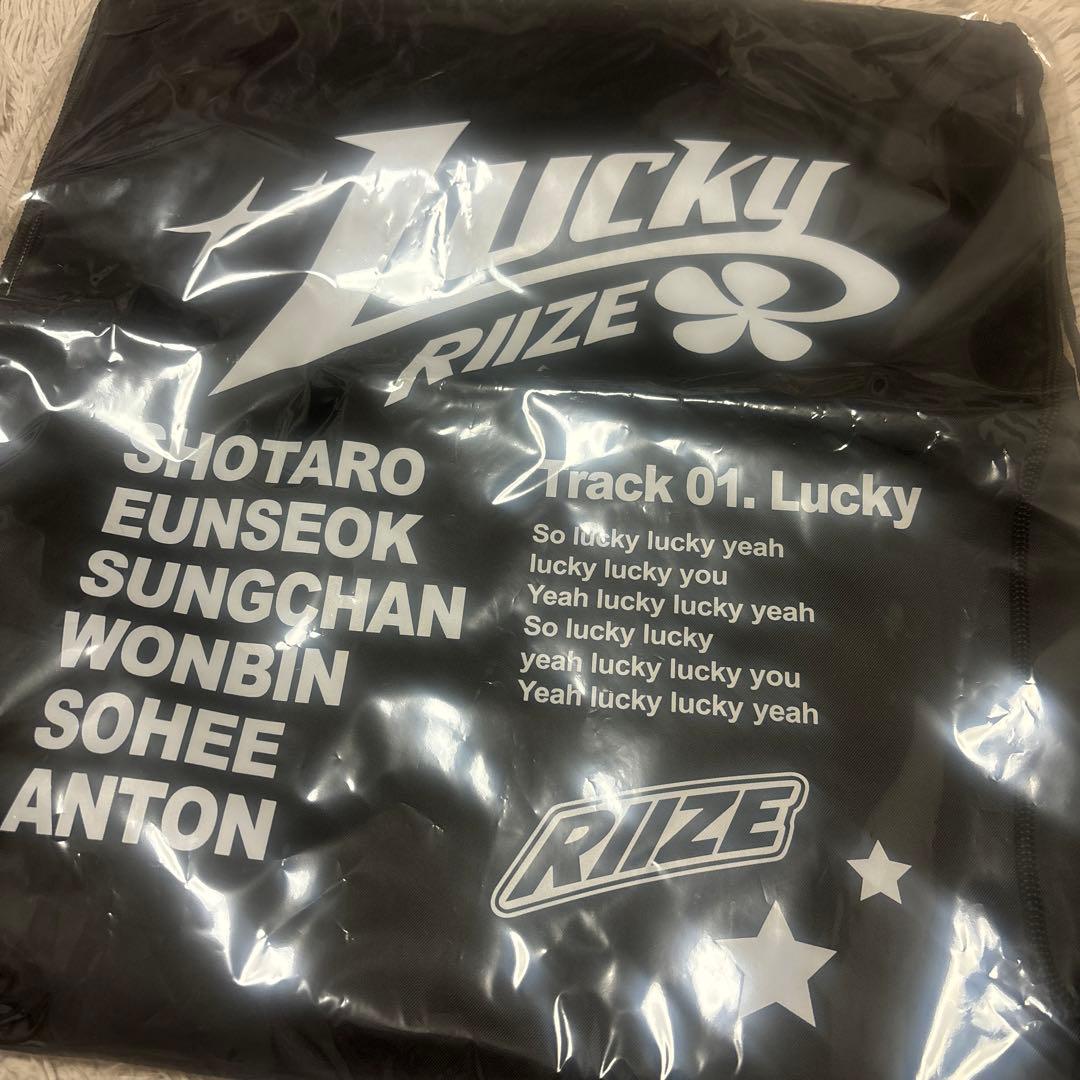 Lucky
RIIZE
SHOTARO
EUNSEOK
SUNGCHAN
WONBIN
SOHEE
ANTON
Track 01. Lucky
So lucky lucky yeah
lucky lucky you
Yeah lucky lucky yeah
So lucky lucky
yeah lucky lucky you
Yeah lucky lucky yeah
RIIZE